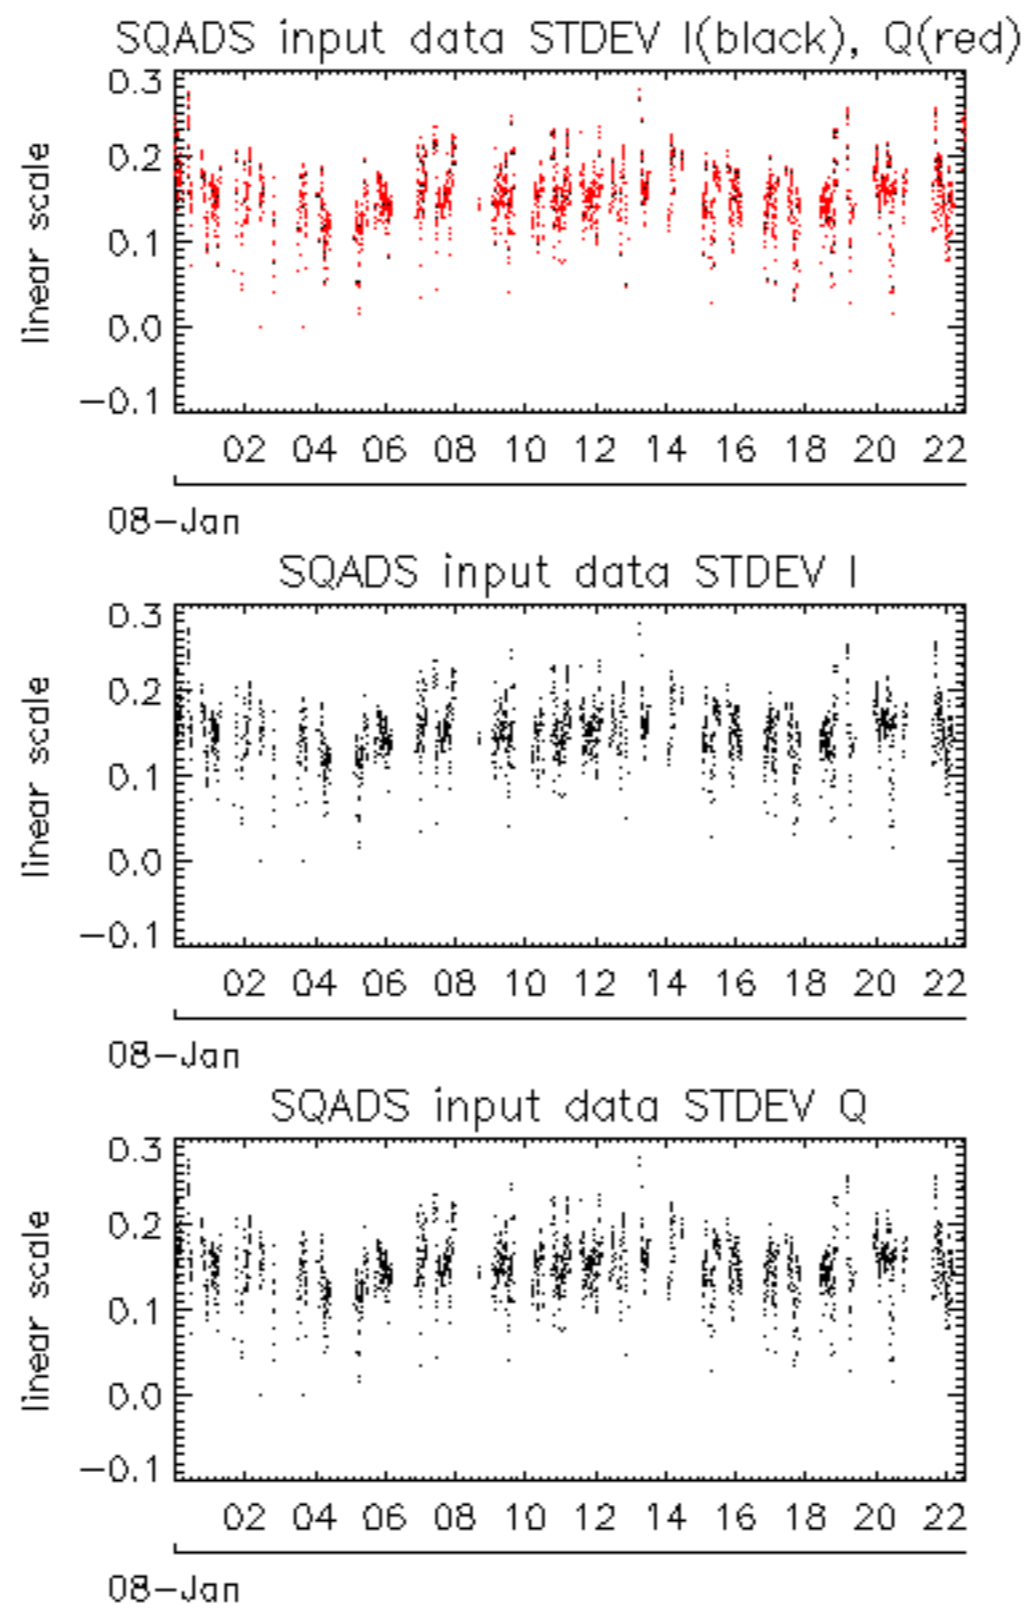 SQADS input data STDEV I(black), Q(red)
0.3
0.2
0.1
0.0
−0.1
linear scale
02 04 06 08 10 12 14 16 18 20 22
08−Jan
SQADS input data STDEV I
0.3
0.2
0.1
0.0
−0.1
linear scale
02 04 06 08 10 12 14 16 18 20 22
08−Jan
SQADS input data STDEV Q
0.3
0.2
0.1
0.0
−0.1
linear scale
02 04 06 08 10 12 14 16 18 20 22
08−Jan